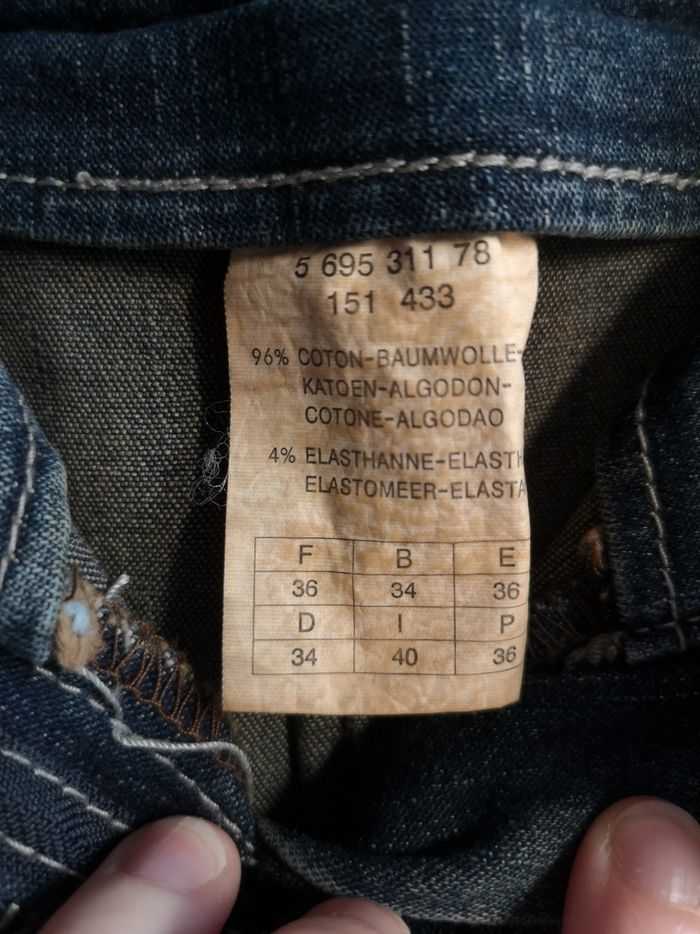 5 695 311 78
151 433
96% COTON-BAUMWOLLE-
KATOEN-ALGODON-
COTONE-ALGODAO
4% ELASTHANNE-ELASTH
ELASTOMEER-ELASTA
F B E
36 34 36
D I P
34 40 36